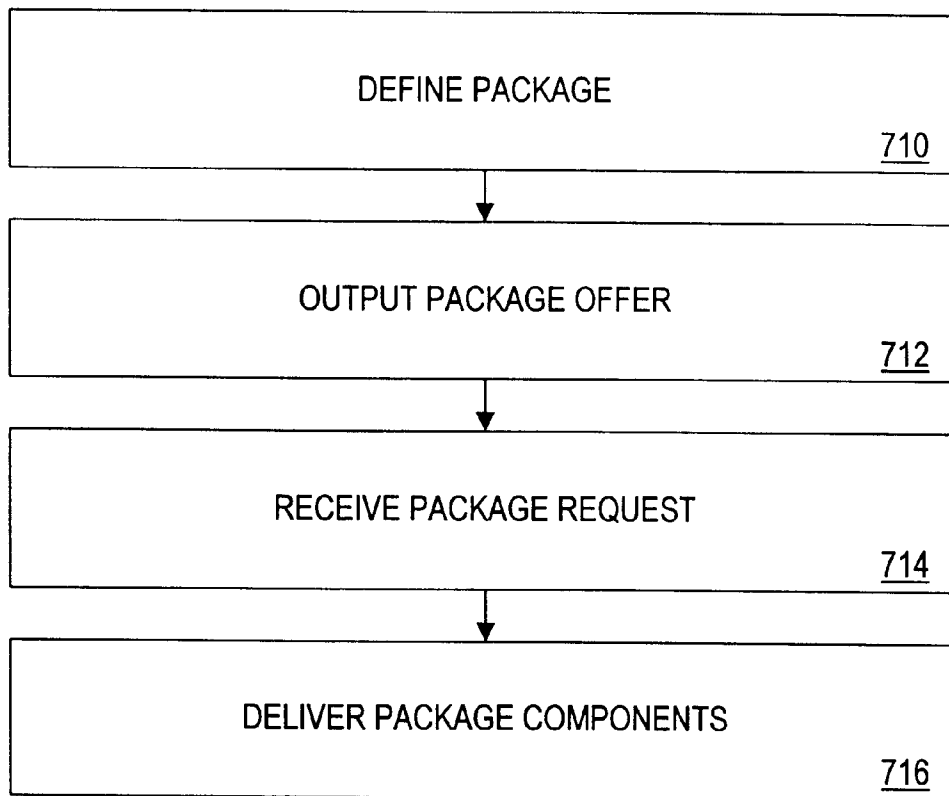 DEFINE PACKAGE
710
OUTPUT PACKAGE OFFER
712
RECEIVE PACKAGE REQUEST
714
DELIVER PACKAGE COMPONENTS
716